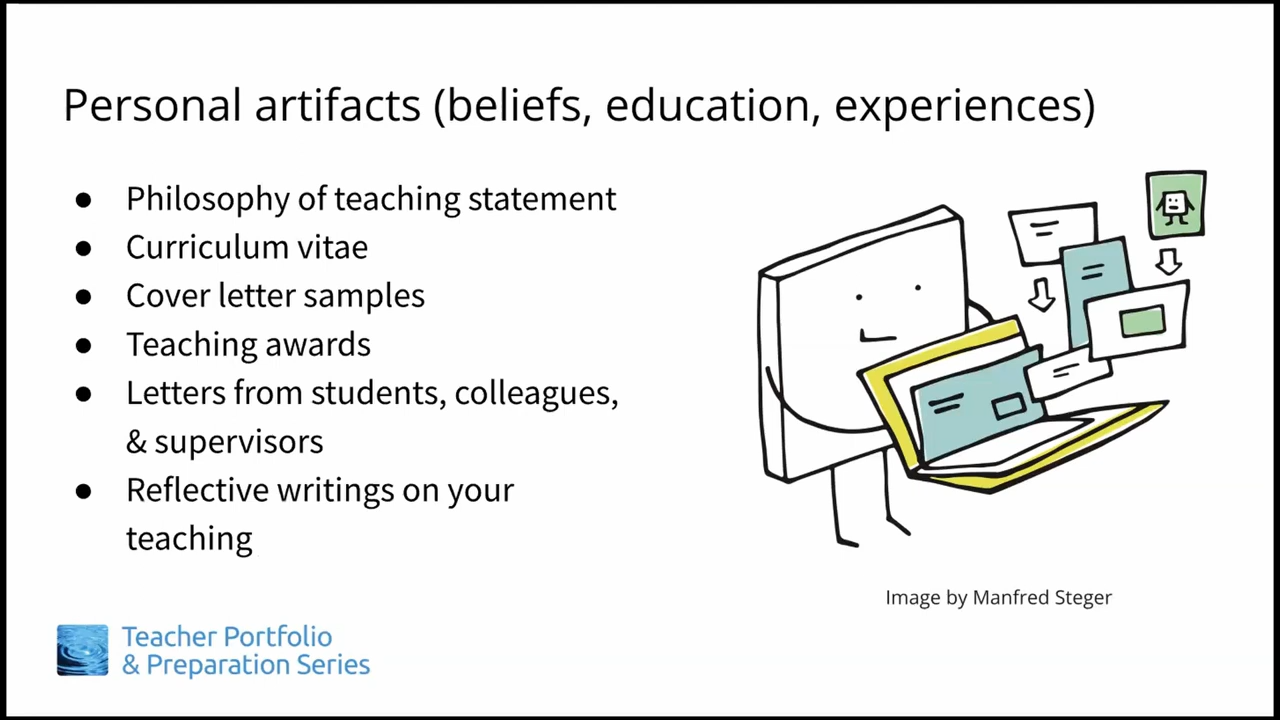 Personal artifacts (beliefs, education, experiences)
● Philosophy of teaching statement
● Curriculum vitae
● Cover letter samples
● Teaching awards
● Letters from students, colleagues,
& supervisors
● Reflective writings on your
teaching
Image by Manfred Steger
Teacher Portfolio
& Preparation Series